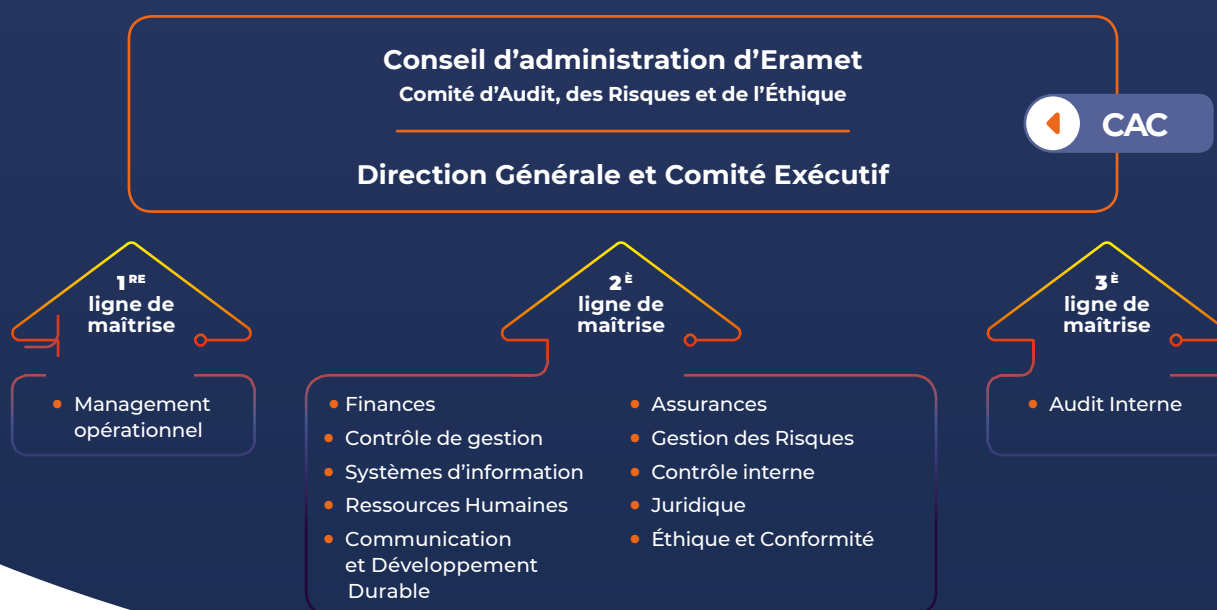 Conseil d'administration d'Eramet
Comité d'Audit, des Risques et de l'Éthique
CAC
Direction Générale et Comité Exécutif
1RE
ligne de
maîtrise
2È
ligne de
maîtrise
3È
ligne de
maîtrise
Management
opérationnel
Finances
Contrôle de gestion
Systèmes d'information
Ressources Humaines
Communication
et Développement
Durable
Assurances
Gestion des Risques
Contrôle interne
Juridique
Éthique et Conformité
Audit Interne